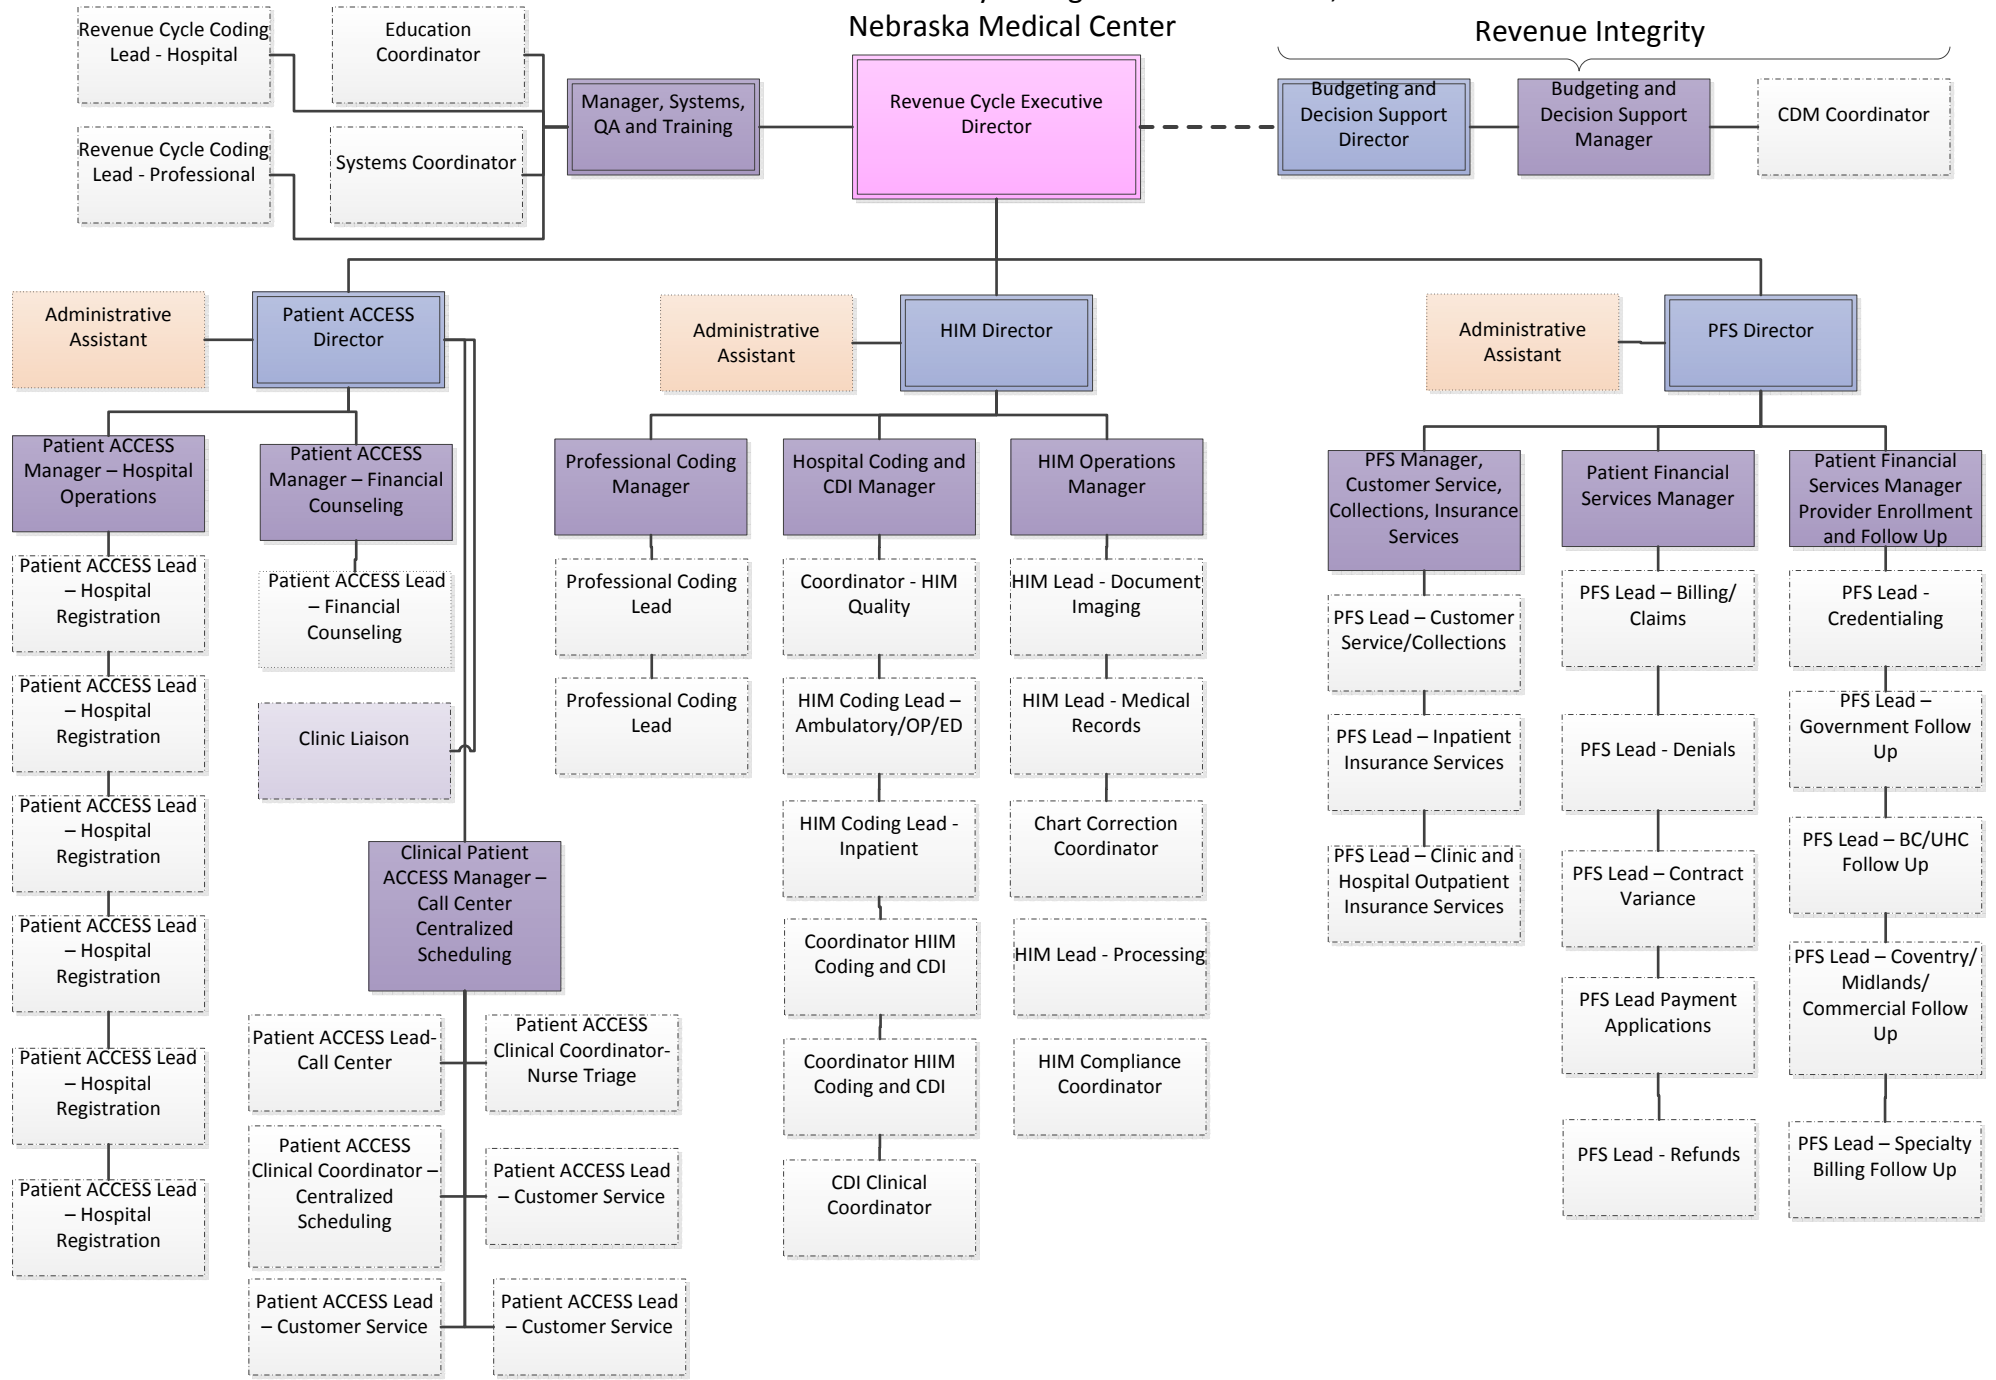 Nebraska Medical Center
Revenue Integrity
Revenue Cycle Coding
Lead - Hospital
Education
Coordinator
Manager, Systems,
QA and Training
Revenue Cycle Executive
Director
Budgeting and
Decision Support
Director
Budgeting and
Decision Support
Manager
CDM Coordinator
Revenue Cycle Coding
Lead - Professional
Systems Coordinator
Administrative
Assistant
Patient ACCESS
Director
Administrative
Assistant
HIM Director
Administrative
Assistant
PFS Director
Patient ACCESS
Manager – Hospital
Operations
Patient ACCESS
Manager – Financial
Counseling
Professional Coding
Manager
Hospital Coding and
CDI Manager
HIM Operations
Manager
PFS Manager,
Customer Service,
Collections, Insurance
Services
Patient Financial
Services Manager
Patient Financial
Services Manager
Provider Enrollment
and Follow Up
Patient ACCESS Lead
– Hospital
Registration
Patient ACCESS Lead
– Hospital
Registration
Patient ACCESS Lead
– Hospital
Registration
Patient ACCESS Lead
– Hospital
Registration
Patient ACCESS Lead
– Hospital
Registration
Patient ACCESS Lead
– Hospital
Registration
Patient ACCESS Lead
– Financial
Counseling
Clinic Liaison
Clinical Patient
ACCESS Manager –
Call Center
Centralized
Scheduling
Patient ACCESS Lead-
Call Center
Patient ACCESS
Clinical Coordinator-
Nurse Triage
Patient ACCESS
Clinical Coordinator –
Centralized
Scheduling
Patient ACCESS Lead
– Customer Service
Patient ACCESS Lead
– Customer Service
Patient ACCESS Lead
– Customer Service
Professional Coding
Lead
Professional Coding
Lead
Coordinator - HIM
Quality
HIM Coding Lead –
Ambulatory/OP/ED
HIM Coding Lead -
Inpatient
Coordinator HIIM
Coding and CDI
Coordinator HIIM
Coding and CDI
CDI Clinical
Coordinator
HIM Lead - Document
Imaging
HIM Lead - Medical
Records
Chart Correction
Coordinator
HIM Lead - Processing
HIM Compliance
Coordinator
PFS Lead – Customer
Service/Collections
PFS Lead – Inpatient
Insurance Services
PFS Lead – Clinic and
Hospital Outpatient
Insurance Services
PFS Lead – Billing/
Claims
PFS Lead - Denials
PFS Lead – Contract
Variance
PFS Lead Payment
Applications
PFS Lead - Refunds
PFS Lead -
Credentialing
PFS Lead –
Government Follow
Up
PFS Lead – BC/UHC
Follow Up
PFS Lead – Coventry/
Midlands/
Commercial Follow
Up
PFS Lead – Specialty
Billing Follow Up